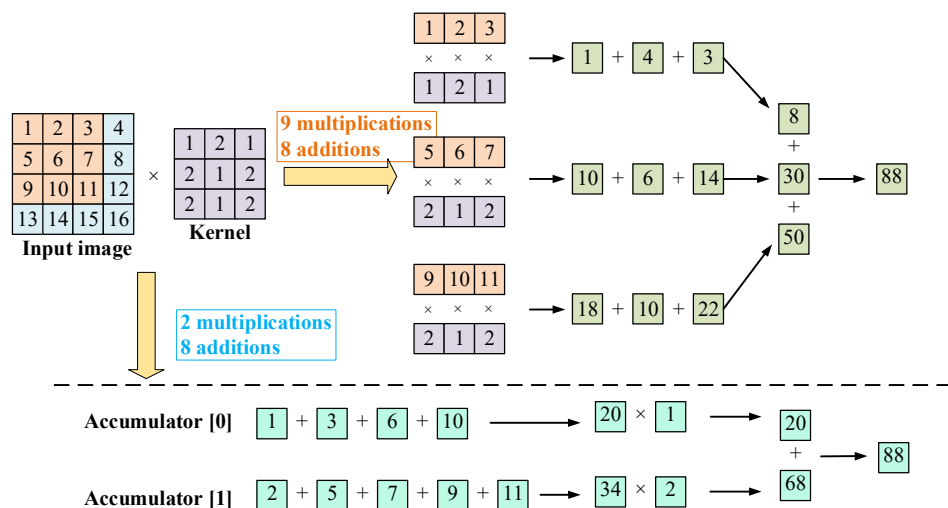 1 2 3
× × ×
1 2 1
1 + 4 + 3
8
+
1 2 3 4
5 6 7 8
9 10 11 12
13 14 15 16
Input image
×
1 2 1
2 1 2
2 1 2
Kernel
9 multiplications
8 additions
5 6 7
× × ×
2 1 2
10 + 6 + 14
30
88
+
50
9 10 11
× × ×
2 1 2
18 + 10 + 22
2 multiplications
8 additions
Accumulator [0]
1 + 3 + 6 + 10
20 × 1
20
+
88
Accumulator [1]
2 + 5 + 7 + 9 + 11
34 × 2
68